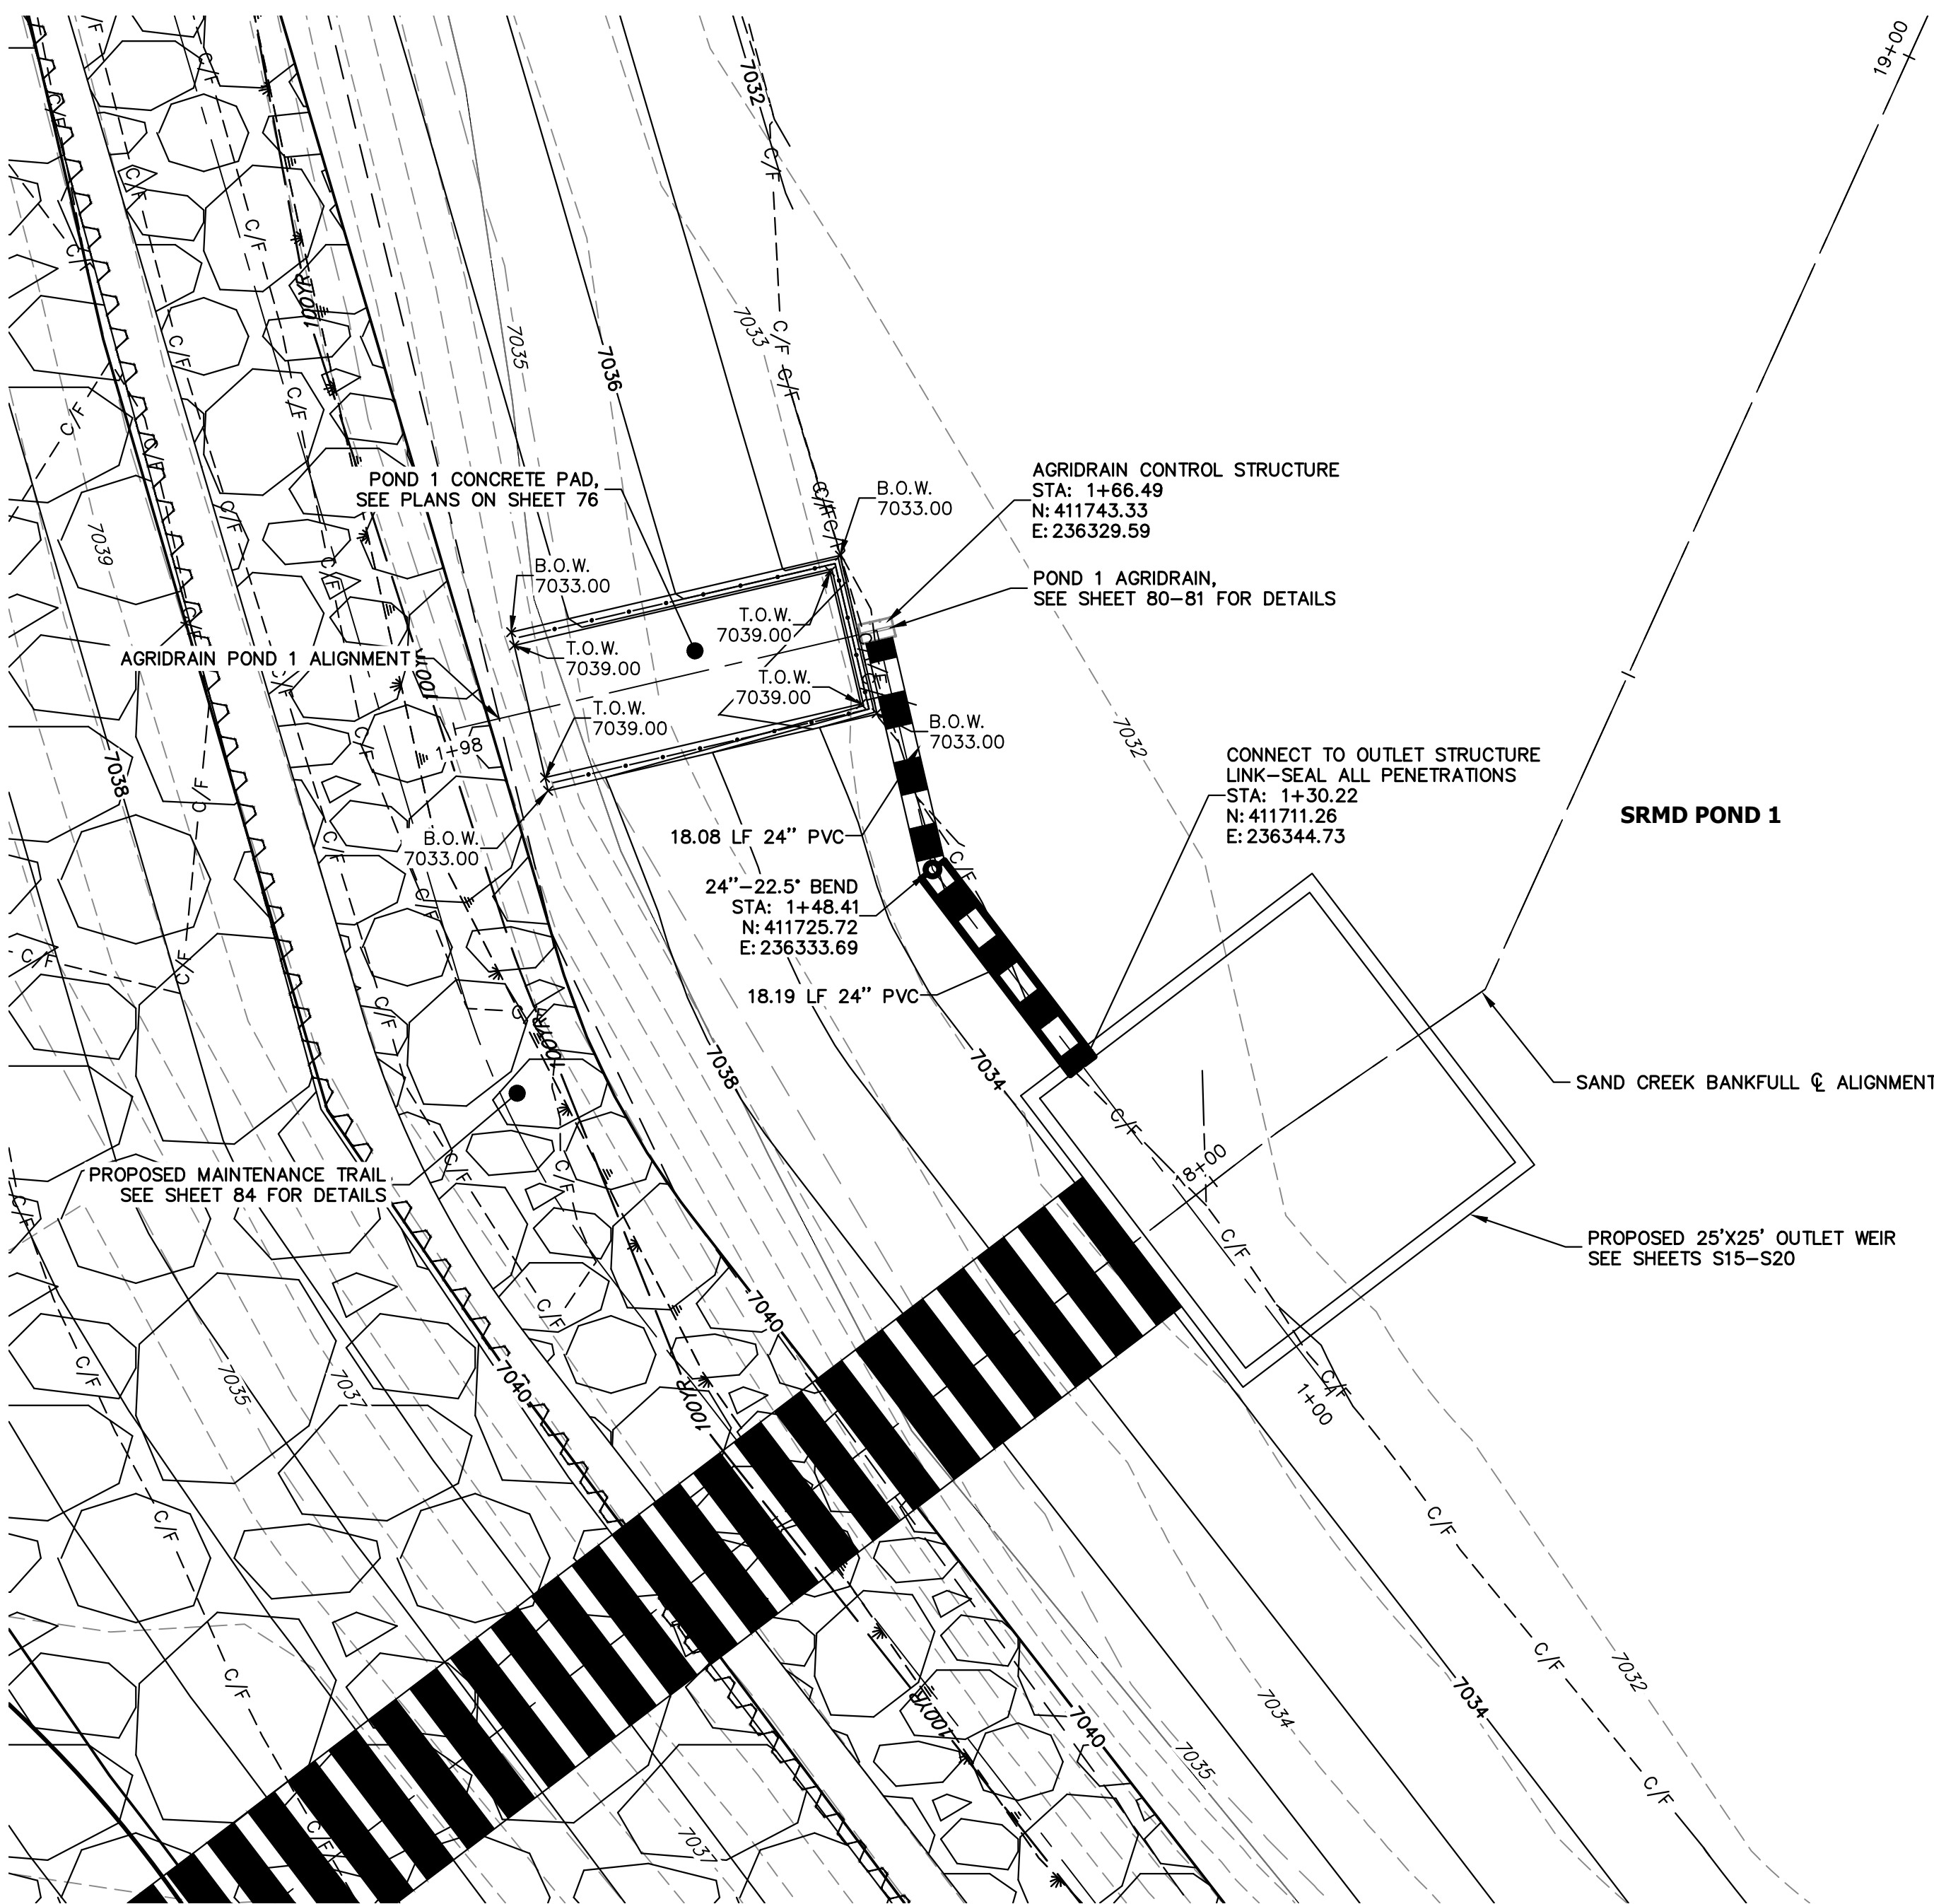 19+00
7032
C/F
C/F
C/F
C/F
C/F
C/F
C/F
C/F
100YR
C/F
C/F
C/F
7033
7035
7036
C/F
C/F
C/F
POND 1 CONCRETE PAD,
SEE PLANS ON SHEET 76
AGRIDRAIN CONTROL STRUCTURE
STA: 1+66.49
N: 411743.33
E: 236329.59
B.O.W.
7033.00
7039
C/F
C/F
B.O.W.
7033.00
POND 1 AGRIDRAIN,
SEE SHEET 80-81 FOR DETAILS
T.O.W.
7039.00
T.O.W.
7039.00
AGRIDRAIN POND 1 ALIGNMENT
100YR
T.O.W.
7039.00
T.O.W.
7039.00
B.O.W.
7033.00
7032
1+98
C/F
7038
C/F
CONNECT TO OUTLET STRUCTURE
LINK-SEAL ALL PENETRATIONS
STA: 1+30.22
N: 411711.26
E: 236344.73
SRMD POND 1
18.08 LF 24" PVC
B.O.W.
7033.00
C/F
C/F
24"-22.5° BEND
STA: 1+48.41
N: 411725.72
E: 236333.69
C/F
C/F
C/F
18.19 LF 24" PVC
C/F
100YR
7038
7034
SAND CREEK BANKFULL ℄ ALIGNMENT
C/F
PROPOSED MAINTENANCE TRAIL
SEE SHEET 84 FOR DETAILS
C/F
C/F
18+00
C/F
C/F
PROPOSED 25'X25' OUTLET WEIR
SEE SHEETS S15-S20
C/F
7040
7040
7035
7037
C/F
100YR
C/F
1+00
C/F
C/F
C/F
C/F
7032
7034
7034
100YR
7040
7035
C/F
7037
C/F